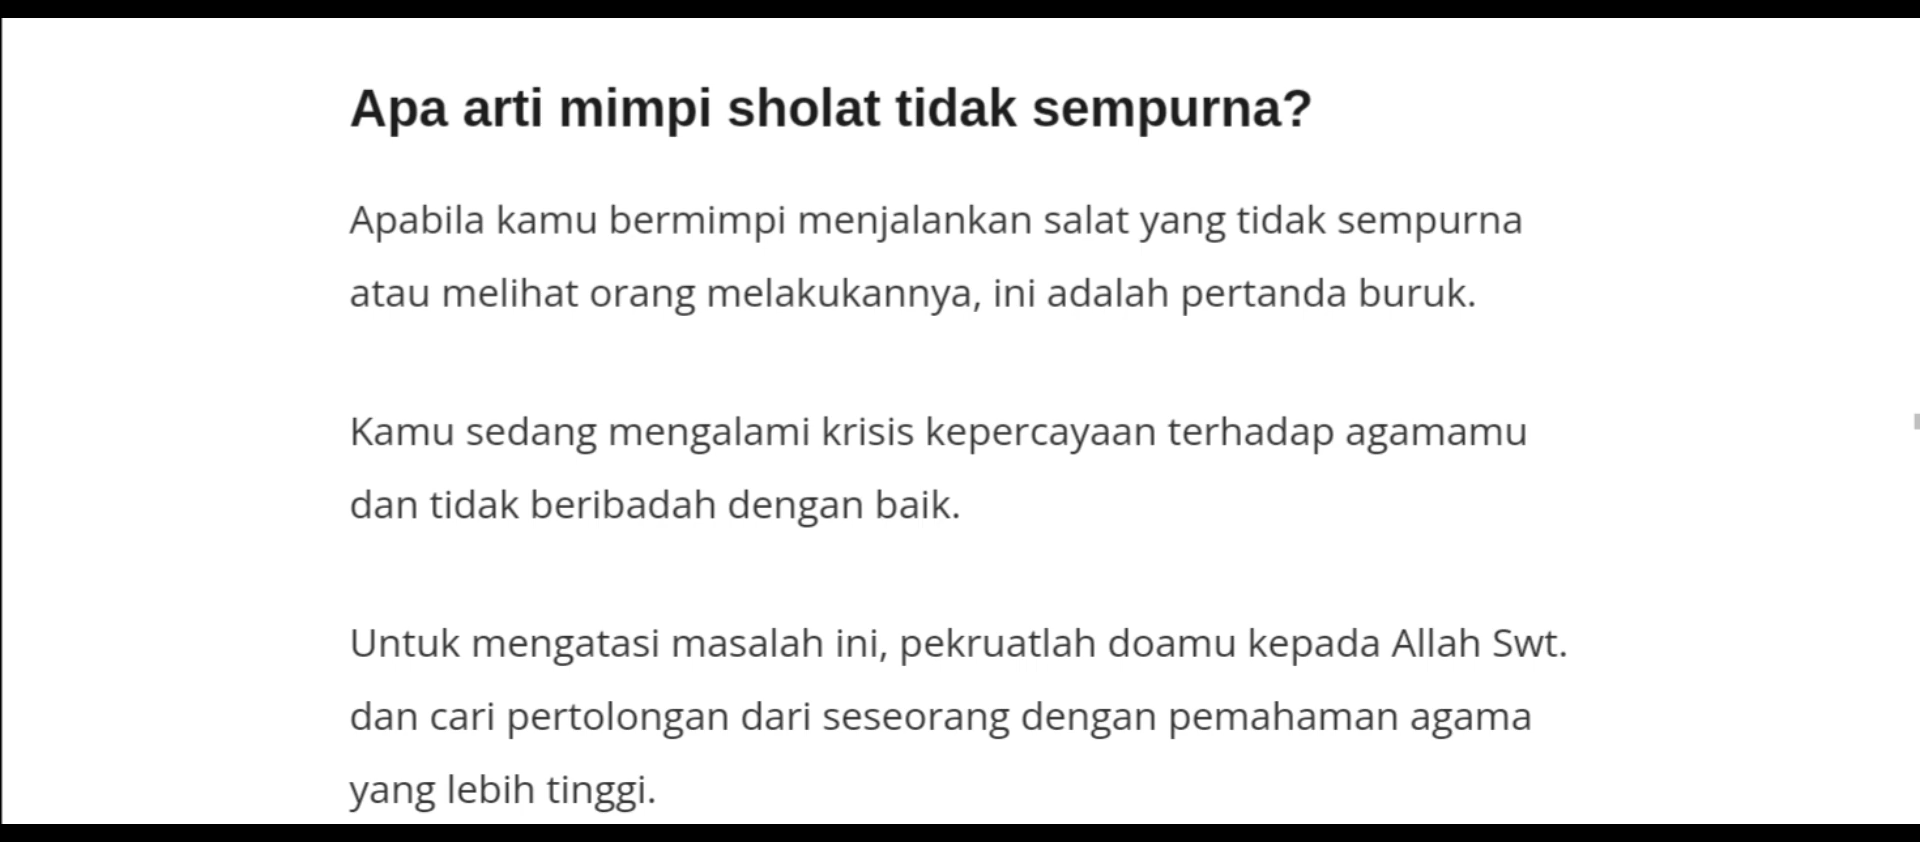 Apa arti mimpi sholat tidak sempurna?
Apabila kamu bermimpi menjalankan salat yang tidak sempurna
atau melihat orang melakukannya, ini adalah pertanda buruk.
Kamu sedang mengalami krisis kepercayaan terhadap agamamu
dan tidak beribadah dengan baik.
Untuk mengatasi masalah ini, pekruatlah doamu kepada Allah Swt.
dan cari pertolongan dari seseorang dengan pemahaman agama
yang lebih tinggi.